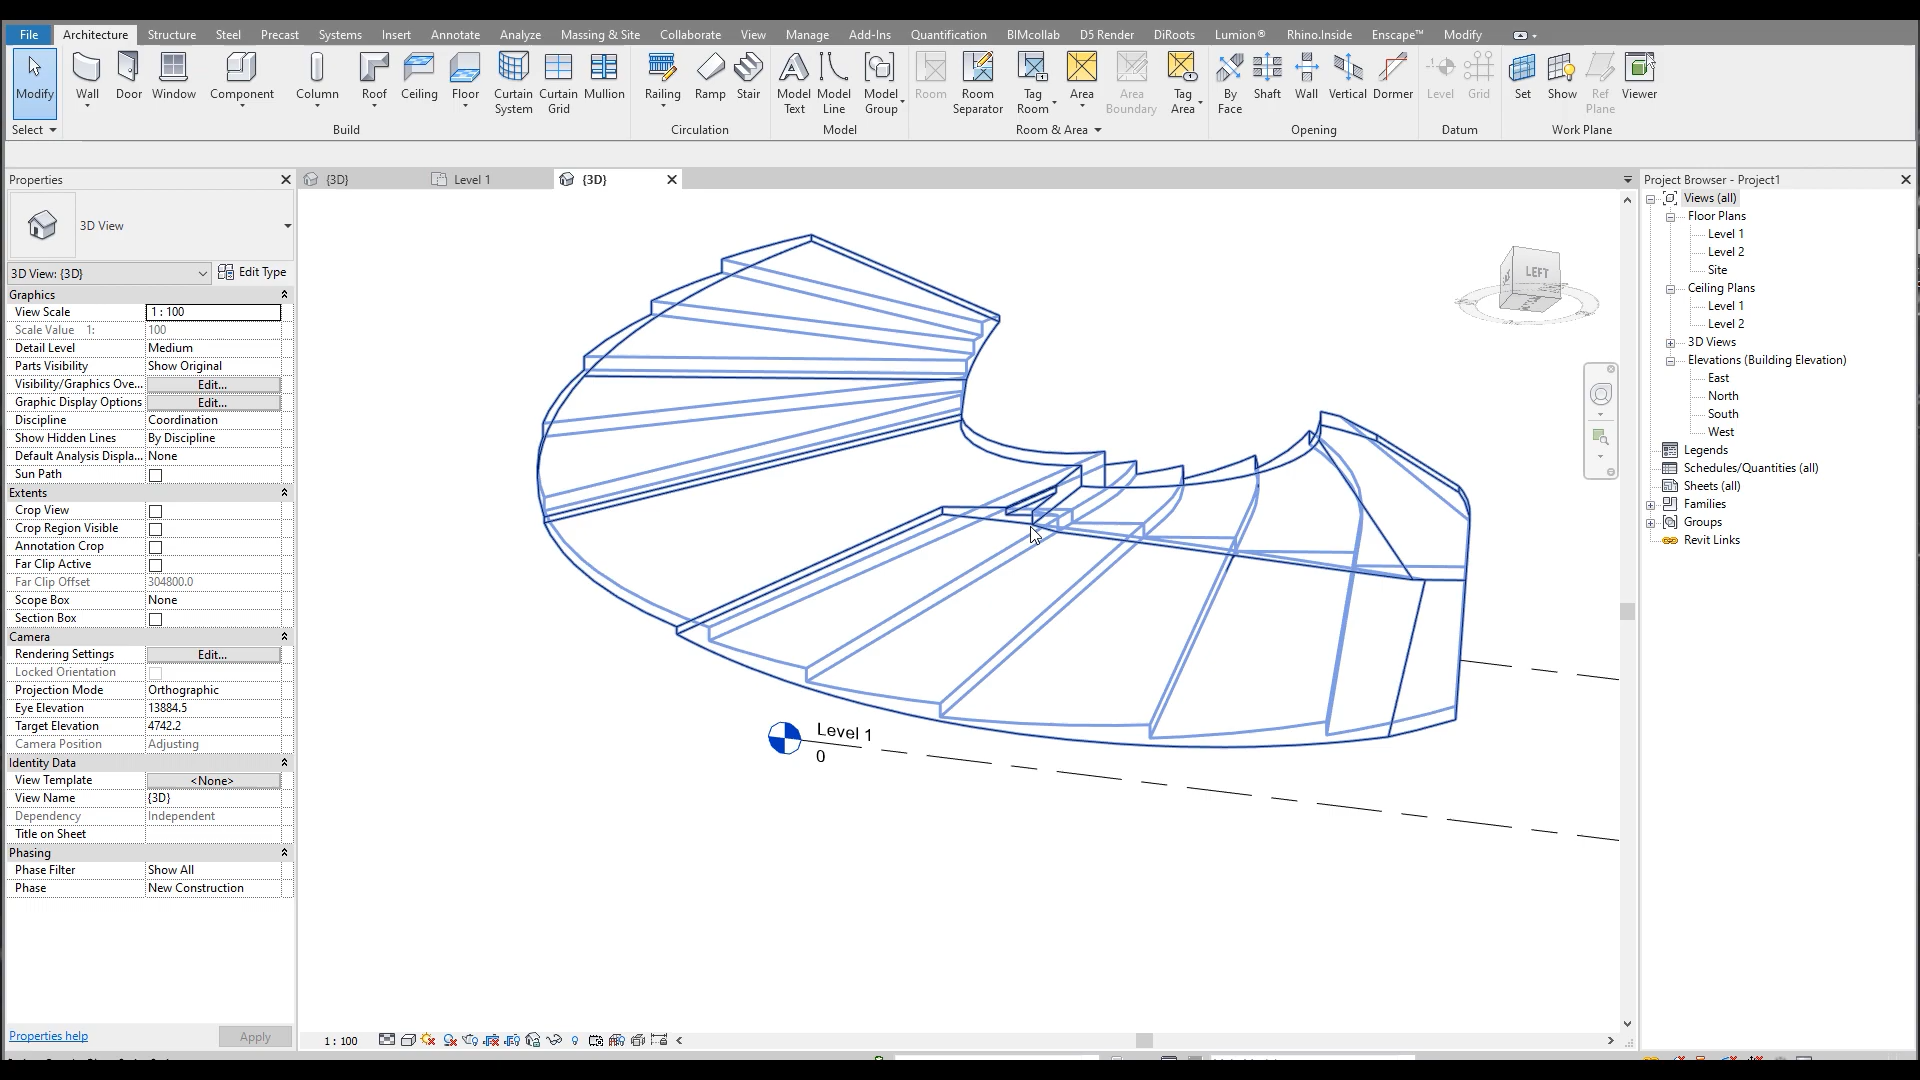 File Architecture Structure Steel Precast Systems Insert Annotate Analyze Massing & Site Collaborate View Manage Add-Ins Quantification BIMcollab D5 Render DiRoots Lumion® Rhino.Inside Enscape™ Modify
Modify Wall Door Window Component Column Roof Ceiling Floor Curtain System Curtain Grid Mullion Railing Ramp Stair Model Text Model Line Model Group Room Room Separator Tag Room Area Area Boundary Tag Area By Face Shaft Wall Vertical Dormer Level Grid Set Show Ref Plane Viewer
Select Build Circulation Model Room & Area Opening Datum Work Plane
Properties
{3D} Level 1 {3D}
Project Browser - Project1
3D View
3D View: {3D} Edit Type
Graphics
View Scale 1 : 100
Scale Value 1: 100
Detail Level Medium
Parts Visibility Show Original
Visibility/Graphics Ove... Edit...
Graphic Display Options Edit...
Discipline Coordination
Show Hidden Lines By Discipline
Default Analysis Displa... None
Sun Path
Extents
Crop View
Crop Region Visible
Annotation Crop
Far Clip Active
Far Clip Offset 304800.0
Scope Box None
Section Box
Camera
Rendering Settings Edit...
Locked Orientation
Projection Mode Orthographic
Eye Elevation 13884.5
Target Elevation 4742.2
Camera Position Adjusting
Identity Data
View Template <None>
View Name {3D}
Dependency Independent
Title on Sheet
Phasing
Phase Filter Show All
Phase New Construction
Properties help Apply
LEFT
Level 1
0
1 : 100
Views (all)
Floor Plans
Level 1
Level 2
Site
Ceiling Plans
Level 1
Level 2
3D Views
Elevations (Building Elevation)
East
North
South
West
Legends
Schedules/Quantities (all)
Sheets (all)
Families
Groups
Revit Links